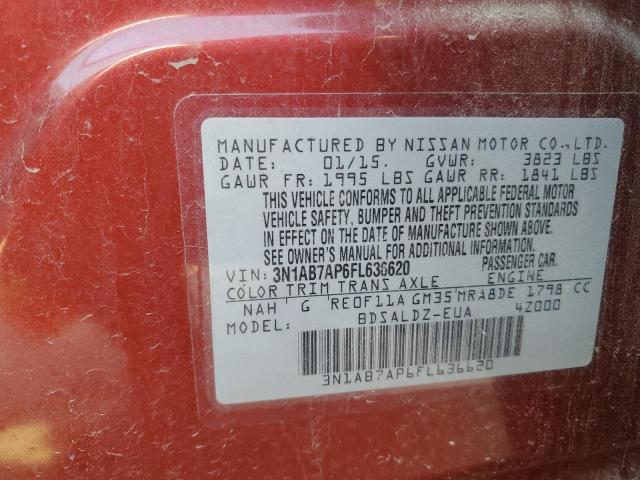 MANUFACTURED BY NISSAN MOTOR CO.,LTD.
DATE: 01/15. GVWR: 3823 LBS
GAWR FR: 1995 LBS GAWR RR: 1841 LBS
THIS VEHICLE CONFORMS TO ALL APPLICABLE FEDERAL MOTOR
VEHICLE SAFETY, BUMPER AND THEFT PREVENTION STANDARDS
IN EFFECT ON THE DATE OF MANUFACTURE SHOWN ABOVE.
SEE OWNER'S MANUAL FOR ADDITIONAL INFORMATION.
VIN: 3N1AB7AP6FL636620 PASSENGER CAR.
COLOR TRIM TRANS AXLE ENGINE
NAH G RE0F11A GM35 MRA8DE 1798 CC
MODEL: BDSALDZ-EUA 4Z000
3N1AB7AP6FL636620